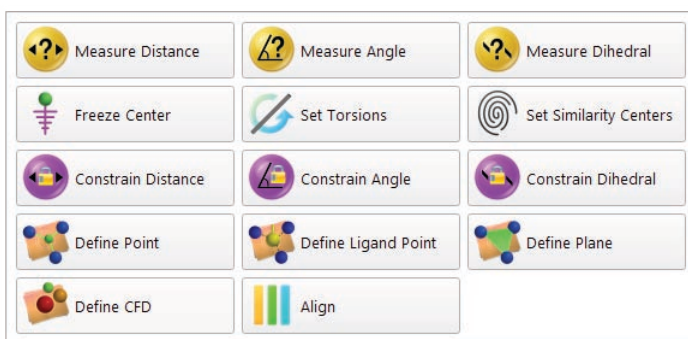 Measure Distance
Measure Angle
Measure Dihedral
Freeze Center
Set Torsions
Set Similarity Centers
Constrain Distance
Constrain Angle
Constrain Dihedral
Define Point
Define Ligand Point
Define Plane
Define CFD
Align